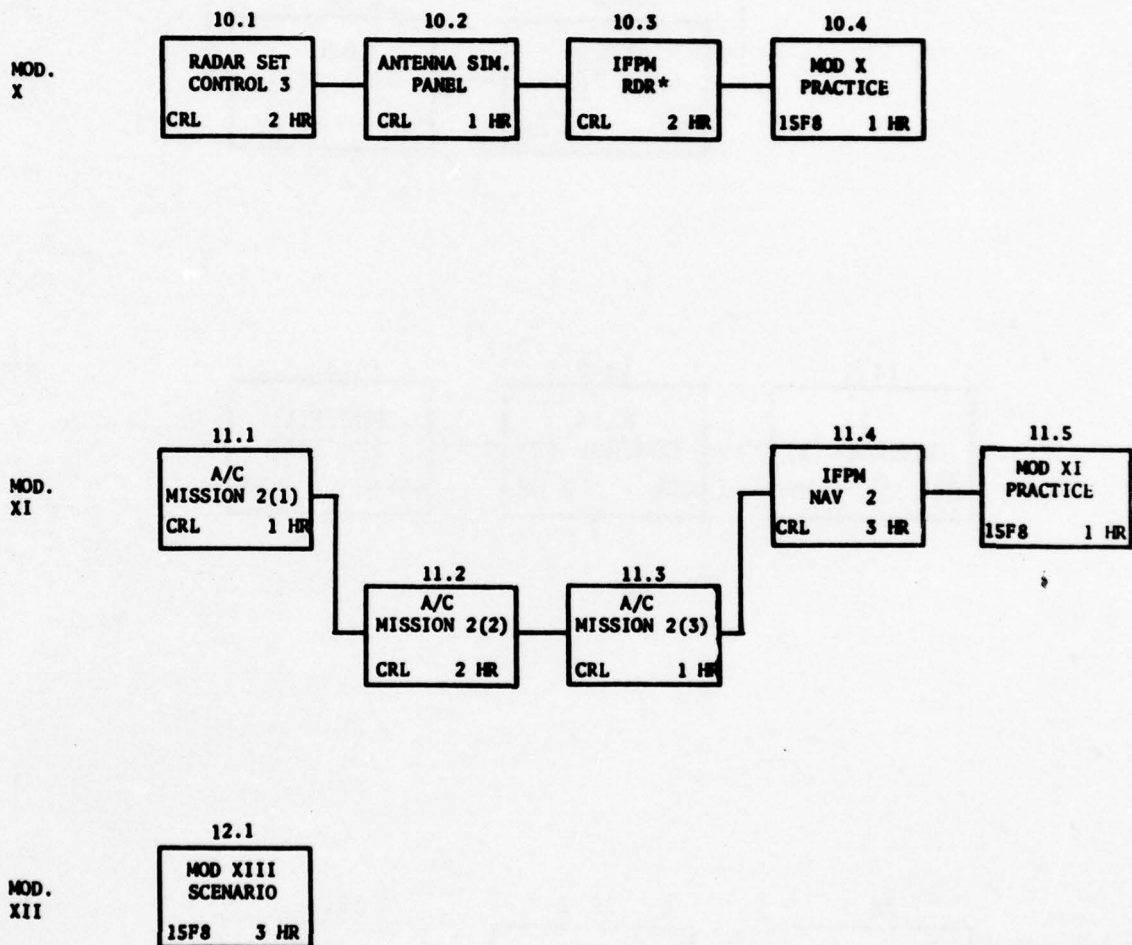 MOD.
X
10.1
RADAR SET
CONTROL 3
CRL 2 HR
10.2
ANTENNA SIM.
PANEL
CRL 1 HR
10.3
IFPM
RDR*
CRL 2 HR
10.4
MOD X
PRACTICE
15F8 1 HR
MOD.
XI
11.1
A/C
MISSION 2(1)
CRL 1 HR
11.2
A/C
MISSION 2(2)
CRL 2 HR
11.3
A/C
MISSION 2(3)
CRL 1 HR
11.4
IFPM
NAV 2
CRL 3 HR
11.5
MOD XI
PRACTICE
15F8 1 HR
MOD.
XII
12.1
MOD XIII
SCENARIO
15F8 3 HR